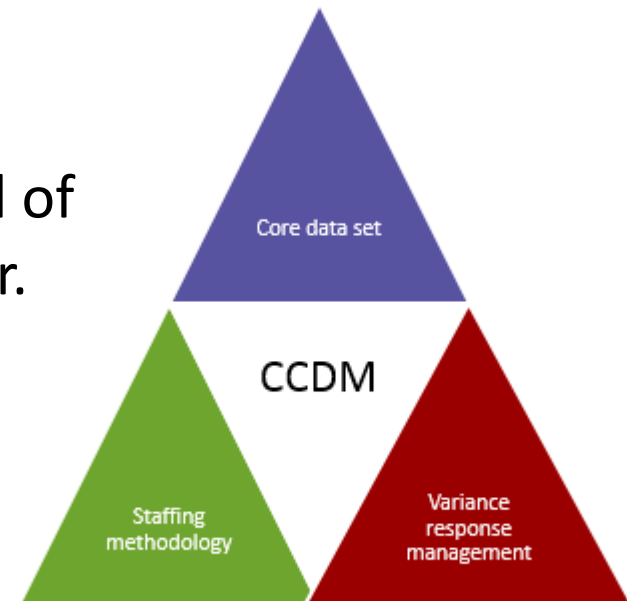 Core data set
of
r.
CCDM
Staffing
methodology
Variance
response
management